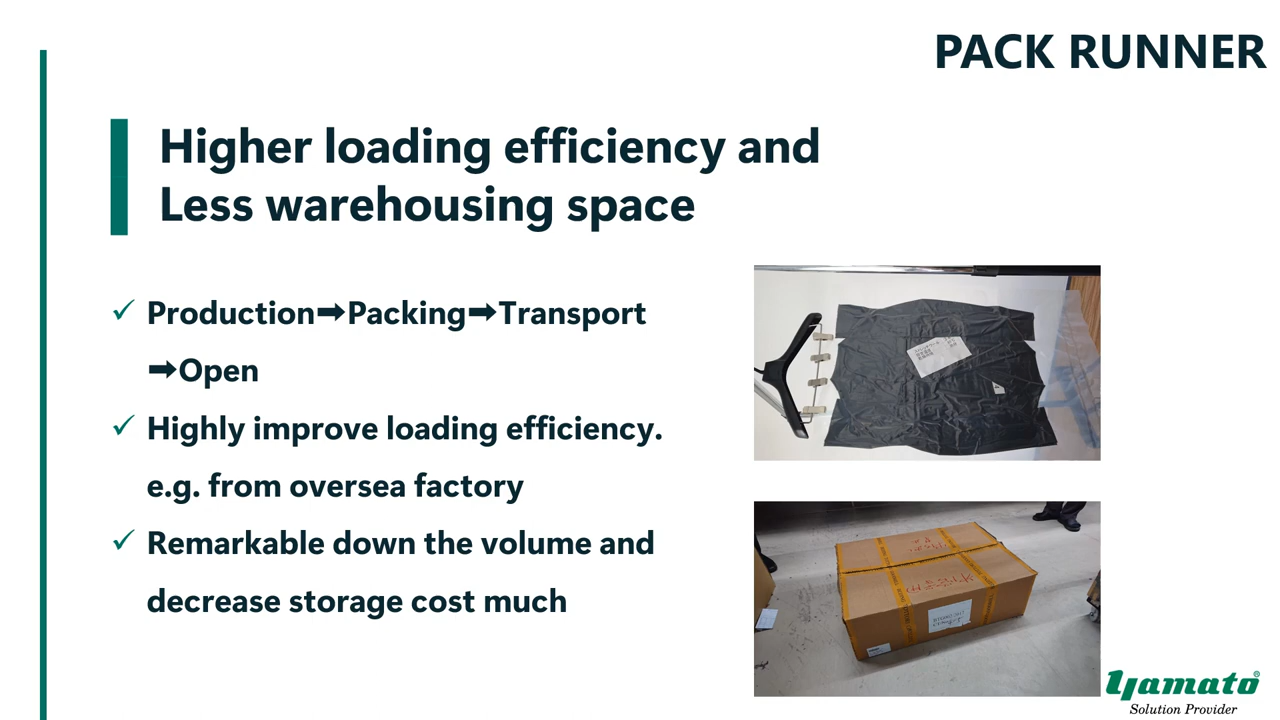 PACK RUNNER
Higher loading efficiency and
Less warehousing space
✓ Production➡Packing➡Transport
➡Open
✓ Highly improve loading efficiency.
e.g. from oversea factory
✓ Remarkable down the volume and
decrease storage cost much
yamato®
Solution Provider